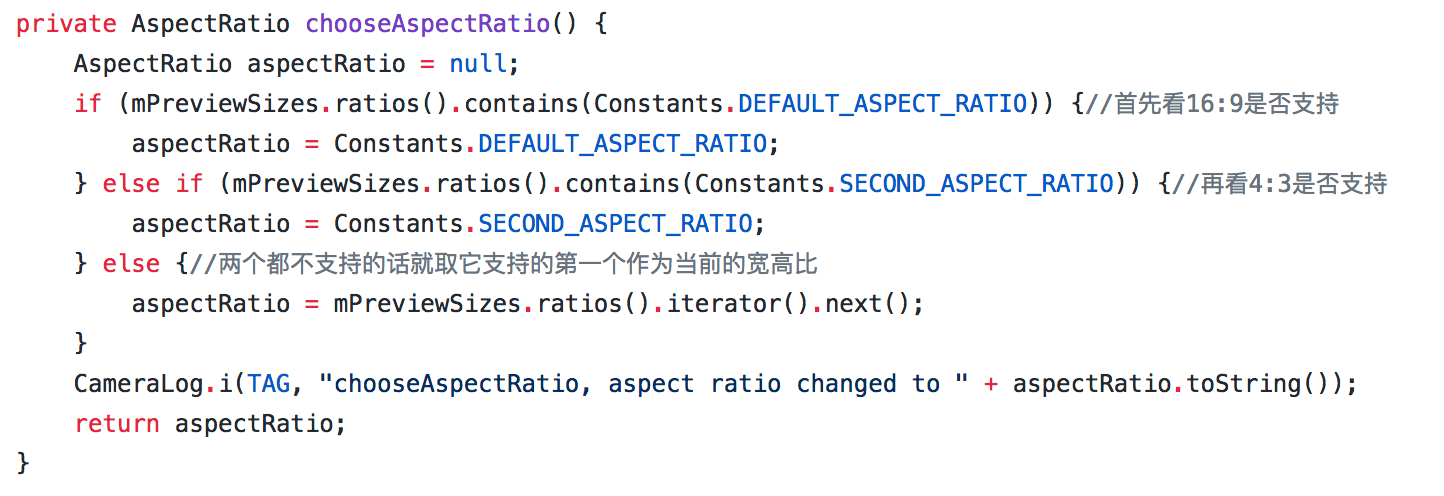 private AspectRatio chooseAspectRatio() {
    AspectRatio aspectRatio = null;
    if (mPreviewSizes.ratios().contains(Constants.DEFAULT_ASPECT_RATIO)) {//首先看16:9是否支持
        aspectRatio = Constants.DEFAULT_ASPECT_RATIO;
    } else if (mPreviewSizes.ratios().contains(Constants.SECOND_ASPECT_RATIO)) {//再看4:3是否支持
        aspectRatio = Constants.SECOND_ASPECT_RATIO;
    } else {//两个都不支持的话就取它支持的第一个作为当前的宽高比
        aspectRatio = mPreviewSizes.ratios().iterator().next();
    }
    CameraLog.i(TAG, "chooseAspectRatio, aspect ratio changed to " + aspectRatio.toString());
    return aspectRatio;
}